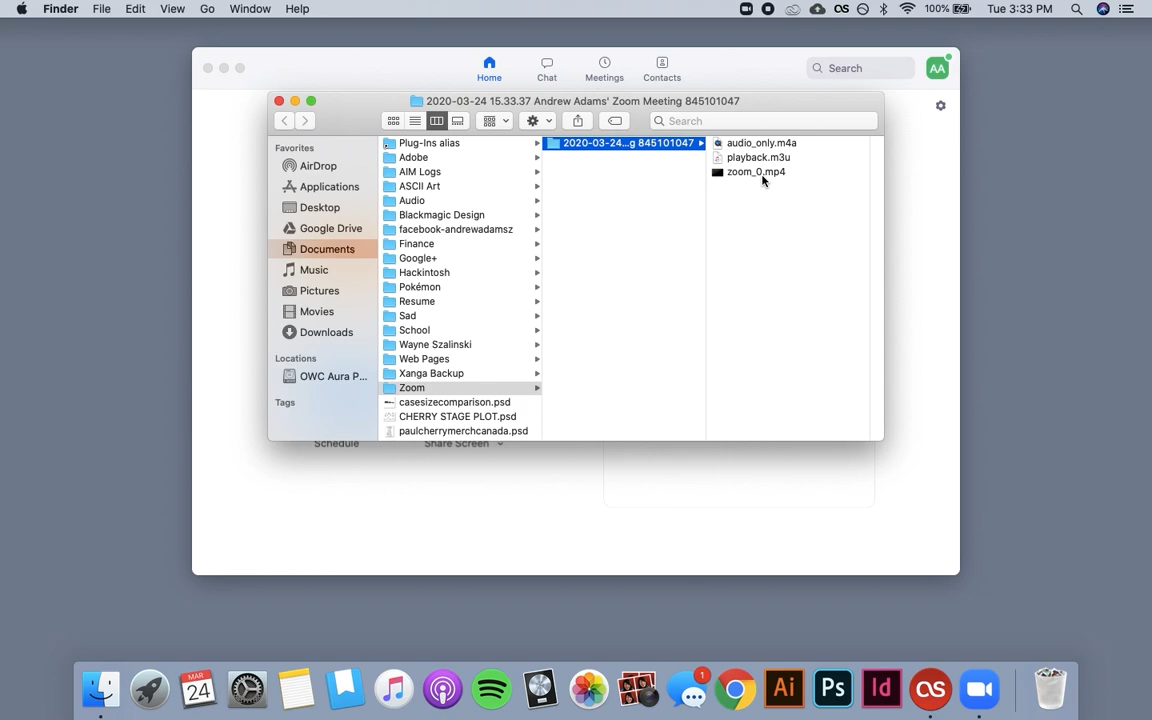 Finder File Edit View Go Window Help
100% Tue 3:33 PM
Home Chat Meetings Contacts
Search
AA
2020-03-24 15.33.37 Andrew Adams' Zoom Meeting 845101047
Search
Favorites
AirDrop
Applications
Desktop
Google Drive
Documents
Music
Pictures
Movies
Downloads
Locations
OWC Aura P...
Tags
Plug-Ins alias
Adobe
AIM Logs
ASCII Art
Audio
Blackmagic Design
facebook-andrewadamsz
Finance
Google+
Hackintosh
Pokémon
Resume
Sad
School
Wayne Szalinski
Web Pages
Xanga Backup
Zoom
casesizecomparison.psd
CHERRY STAGE PLOT.psd
paulcherrymerchcanada.psd
2020-03-24...g 845101047
audio_only.m4a
playback.m3u
zoom_0.mp4
Schedule Share Screen
MAR
24
1
Ai Ps Id